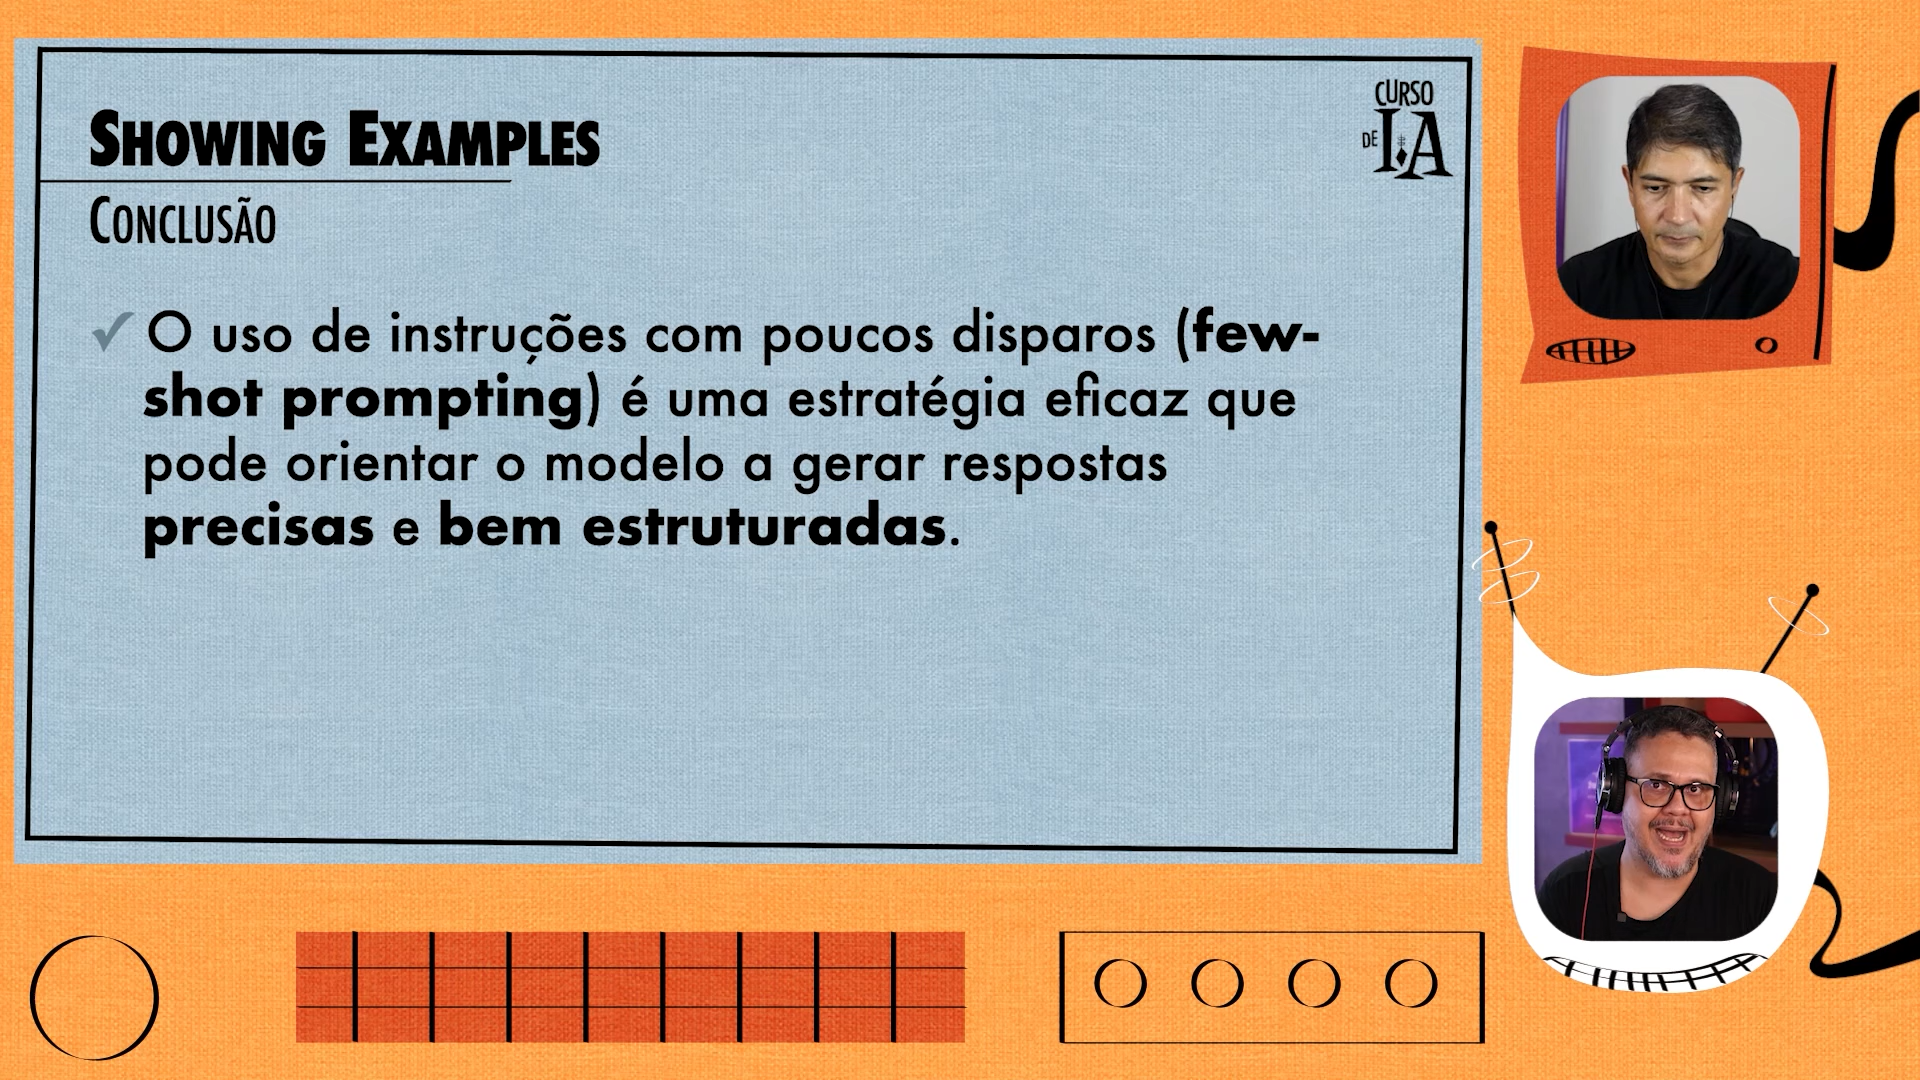 SHOWING EXAMPLES
CONCLUSÃO
CURSO
DE IA
✓ O uso de instruções com poucos disparos (few-
shot prompting) é uma estratégia eficaz que
pode orientar o modelo a gerar respostas
precisas e bem estruturadas.